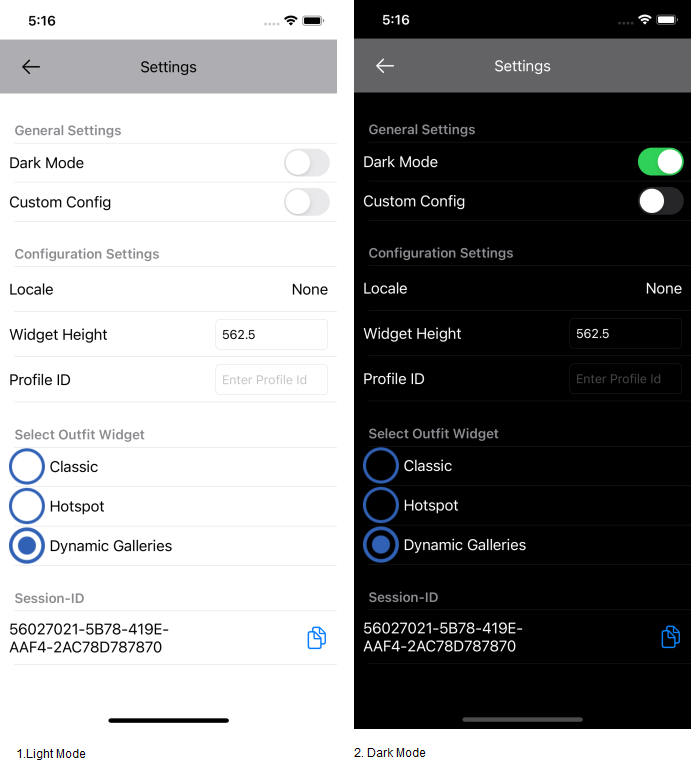 5:16
Settings
General Settings
Dark Mode
Custom Config
Configuration Settings
Locale None
Widget Height 562.5
Profile ID Enter Profile Id
Select Outfit Widget
Classic
Hotspot
Dynamic Galleries
Session-ID
56027021-5B78-419E-
AAF4-2AC78D787870
1.Light Mode
5:16
Settings
General Settings
Dark Mode
Custom Config
Configuration Settings
Locale None
Widget Height 562.5
Profile ID Enter Profile Id
Select Outfit Widget
Classic
Hotspot
Dynamic Galleries
Session-ID
56027021-5B78-419E-
AAF4-2AC78D787870
2. Dark Mode